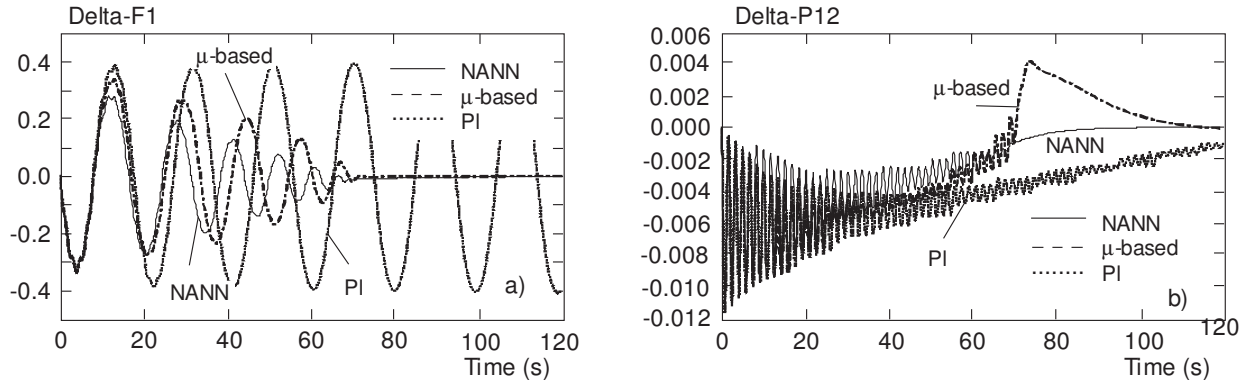 Delta-F1
0.4
0.2
0.0
-0.2
-0.4
0
20
40
60
80
100
120
Time (s)
μ-based
NANN
μ-based
PI
NANN
PI
a)
Delta-P12
0.006
0.004
0.002
0.000
-0.002
-0.004
-0.006
-0.008
-0.010
-0.012
0
20
40
60
80
100
120
Time (s)
μ-based
NANN
PI
NANN
μ-based
PI
b)